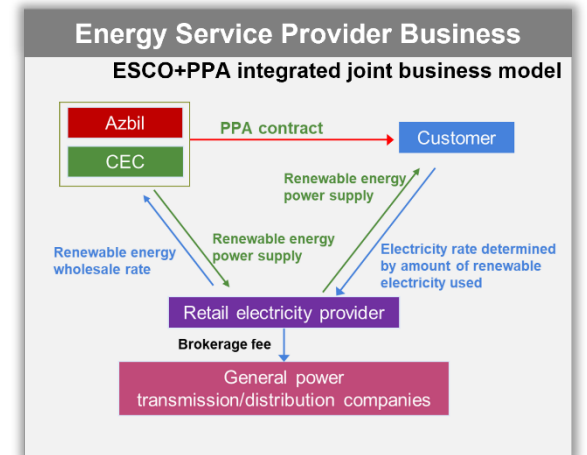 Energy Service Provider Business
ESCO+PPA integrated joint business model
Azbil
CEC
PPA contract
Customer
Renewable energy
power supply
Renewable energy
wholesale rate
Renewable energy
power supply
Electricity rate determined
by amount of renewable
electricity used
Retail electricity provider
Brokerage fee
General power
transmission/distribution companies